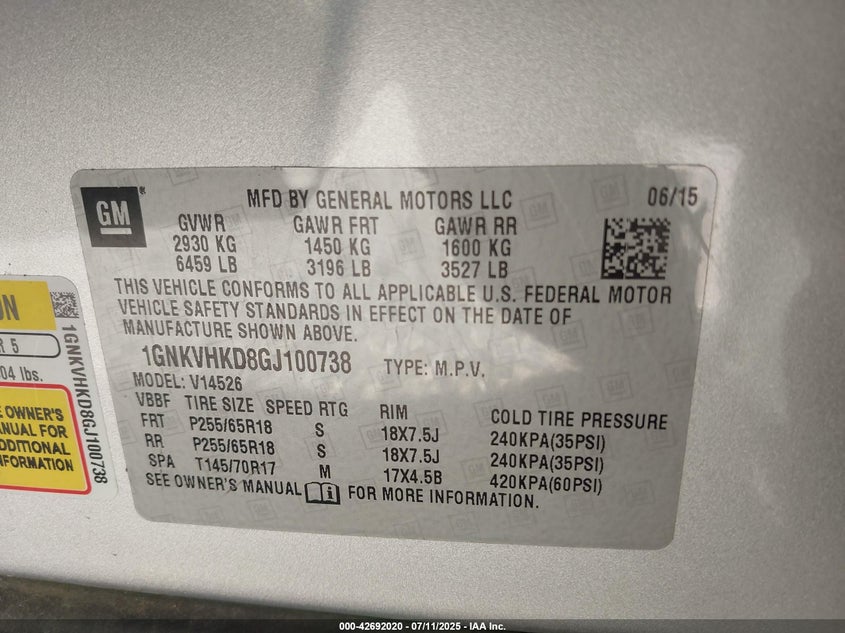 GM
MFD BY GENERAL MOTORS LLC 06/15
GVWR GAWR FRT GAWR RR
2930 KG 1450 KG 1600 KG
6459 LB 3196 LB 3527 LB
THIS VEHICLE CONFORMS TO ALL APPLICABLE U.S. FEDERAL MOTOR
VEHICLE SAFETY STANDARDS IN EFFECT ON THE DATE OF
MANUFACTURE SHOWN ABOVE.
1GNKVHKD8GJ100738 TYPE: M.P.V.
MODEL: V14526
VBBF TIRE SIZE SPEED RTG RIM COLD TIRE PRESSURE
FRT P255/65R18 S 18X7.5J 240KPA(35PSI)
RR P255/65R18 S 18X7.5J 240KPA(35PSI)
SPA T145/70R17 M 17X4.5B 420KPA(60PSI)
SEE OWNER'S MANUAL FOR MORE INFORMATION.
ON
R 5
04 lbs.
E OWNER'S
ANUAL FOR
DDITIONAL
FORMATION
1GNKVHKD8GJ100738
000-42692020 - 07/11/2025 - IAA Inc.